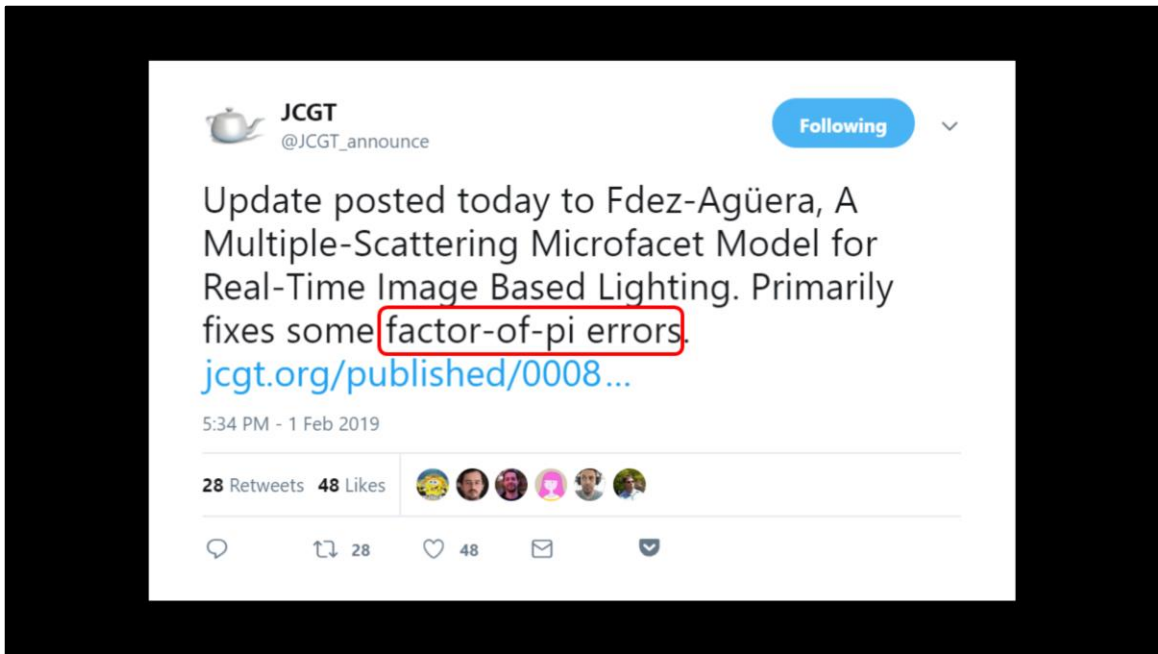 JCGT
@JCGT_announce
Following
Update posted today to Fdez-Agüera, A
Multiple-Scattering Microfacet Model for
Real-Time Image Based Lighting. Primarily
fixes some factor-of-pi errors.
jcgt.org/published/0008...
5:34 PM - 1 Feb 2019
28 Retweets 48 Likes
28 48